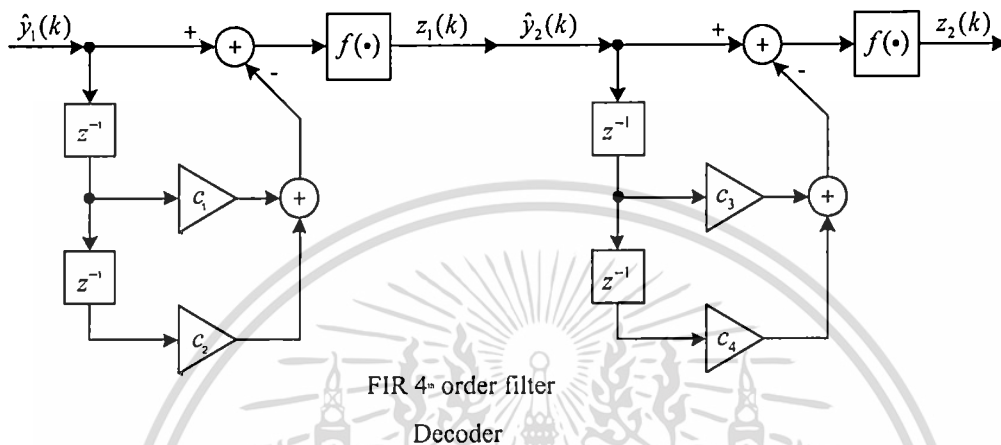 ŷ₁(k) + + f(•) z₁(k) ŷ₂(k) + + f(•) z₂(k)
- -
z⁻¹ z⁻¹
c₁ + c₃ +
z⁻¹ z⁻¹
c₂ c₄
FIR 4th order filter
Decoder